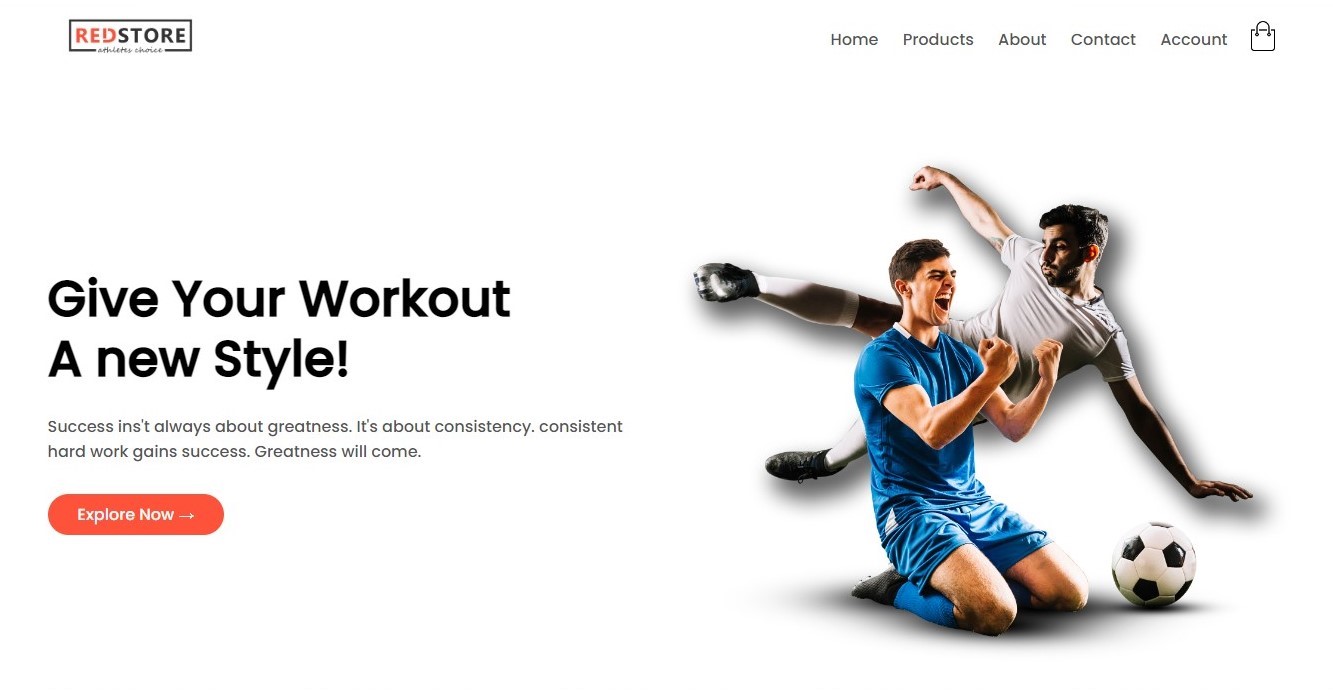 REDSTORE
athletes choice
Home Products About Contact Account
Give Your Workout
A new Style!
Success ins't always about greatness. It's about consistency. consistent
hard work gains success. Greatness will come.
Explore Now →